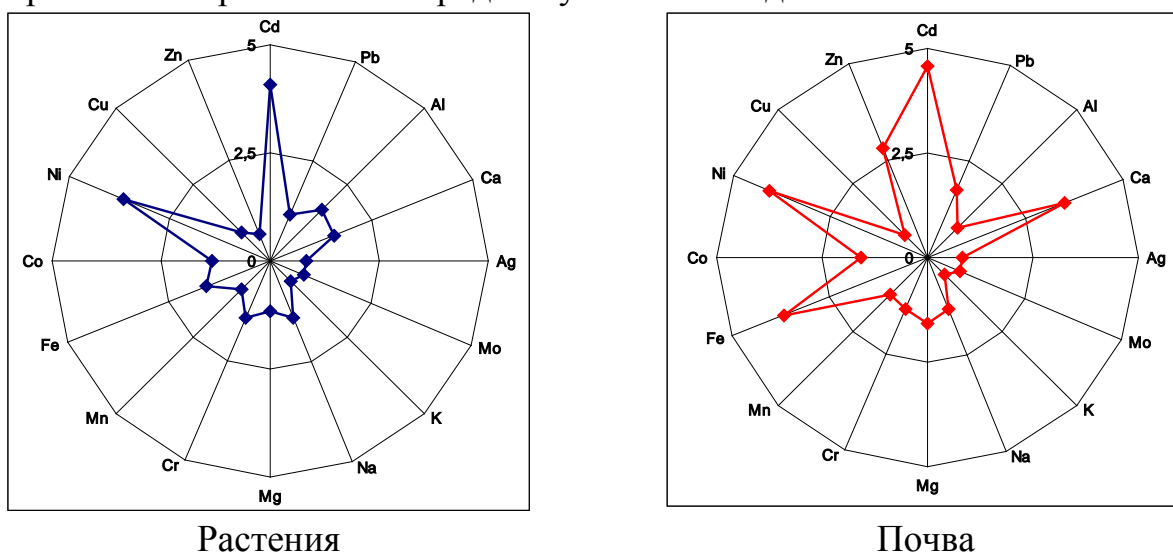 Cd
5
Zn
Pb
Cu
Al
2,5
Ni
Ca
Co
0
Ag
Fe
Mo
Mn
K
Cr
Na
Mg
Растения
Cd
5
Zn
Pb
Cu
Al
2,5
Ni
Ca
Co
0
Ag
Fe
Mo
Mn
K
Cr
Na
Mg
Почва